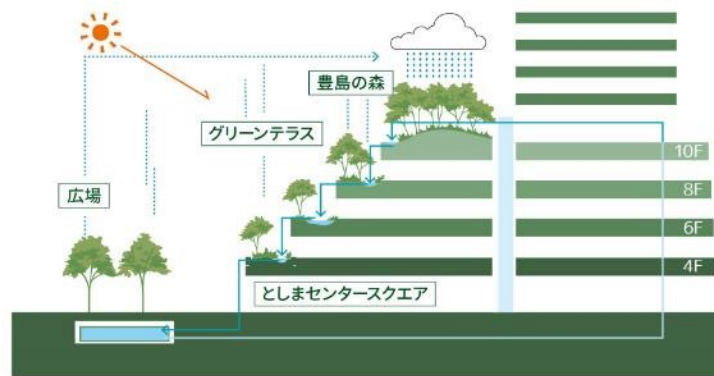 豊島の森
グリーンテラス
広場
10F
8F
6F
4F
としまセンタースクエア